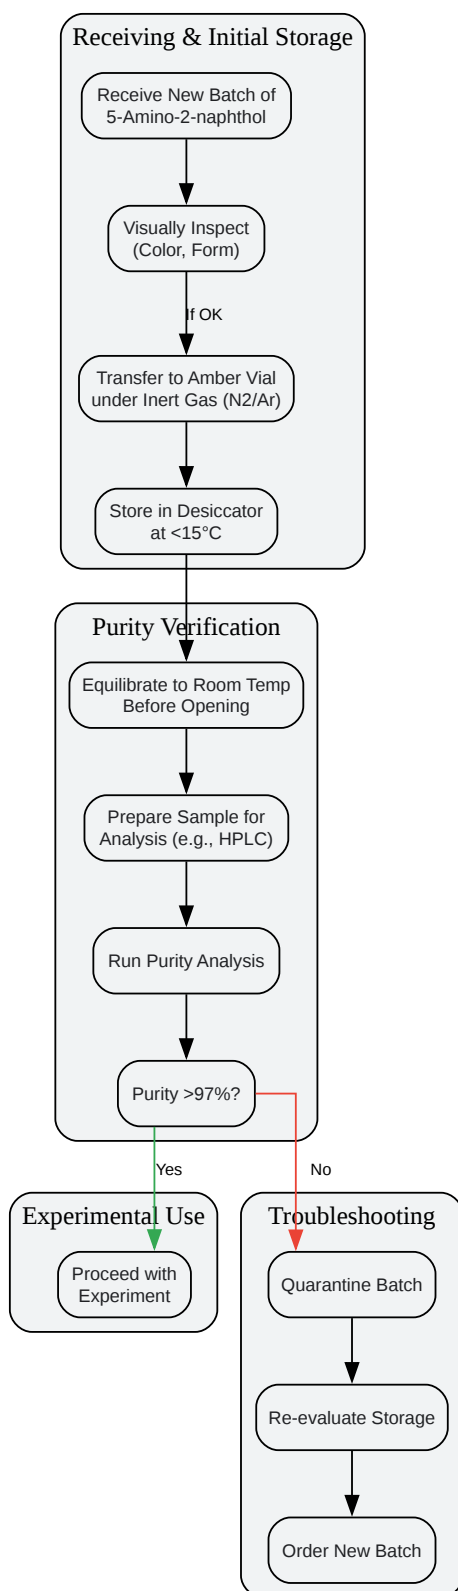 Receiving & Initial Storage
Receive New Batch of
5-Amino-2-naphthol
Visually Inspect
(Color, Form)
If OK
Transfer to Amber Vial
under Inert Gas (N2/Ar)
Store in Desiccator
at <15°C
Purity Verification
Equilibrate to Room Temp
Before Opening
Prepare Sample for
Analysis (e.g., HPLC)
Run Purity Analysis
Purity >97%?
Yes
No
Experimental Use
Proceed with
Experiment
Troubleshooting
Quarantine Batch
Re-evaluate Storage
Order New Batch